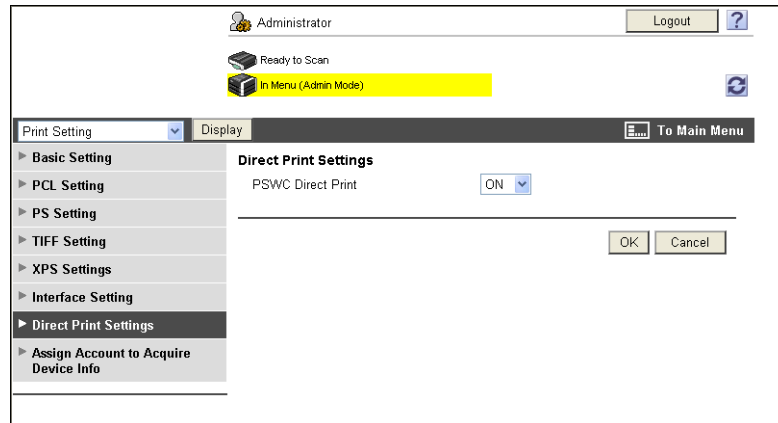 Administrator
Logout
?
Ready to Scan
In Menu (Admin Mode)
Print Setting
Display
To Main Menu
Basic Setting
PCL Setting
PS Setting
TIFF Setting
XPS Settings
Interface Setting
Direct Print Settings
Assign Account to Acquire
Device Info
Direct Print Settings
PSWC Direct Print
ON
OK
Cancel